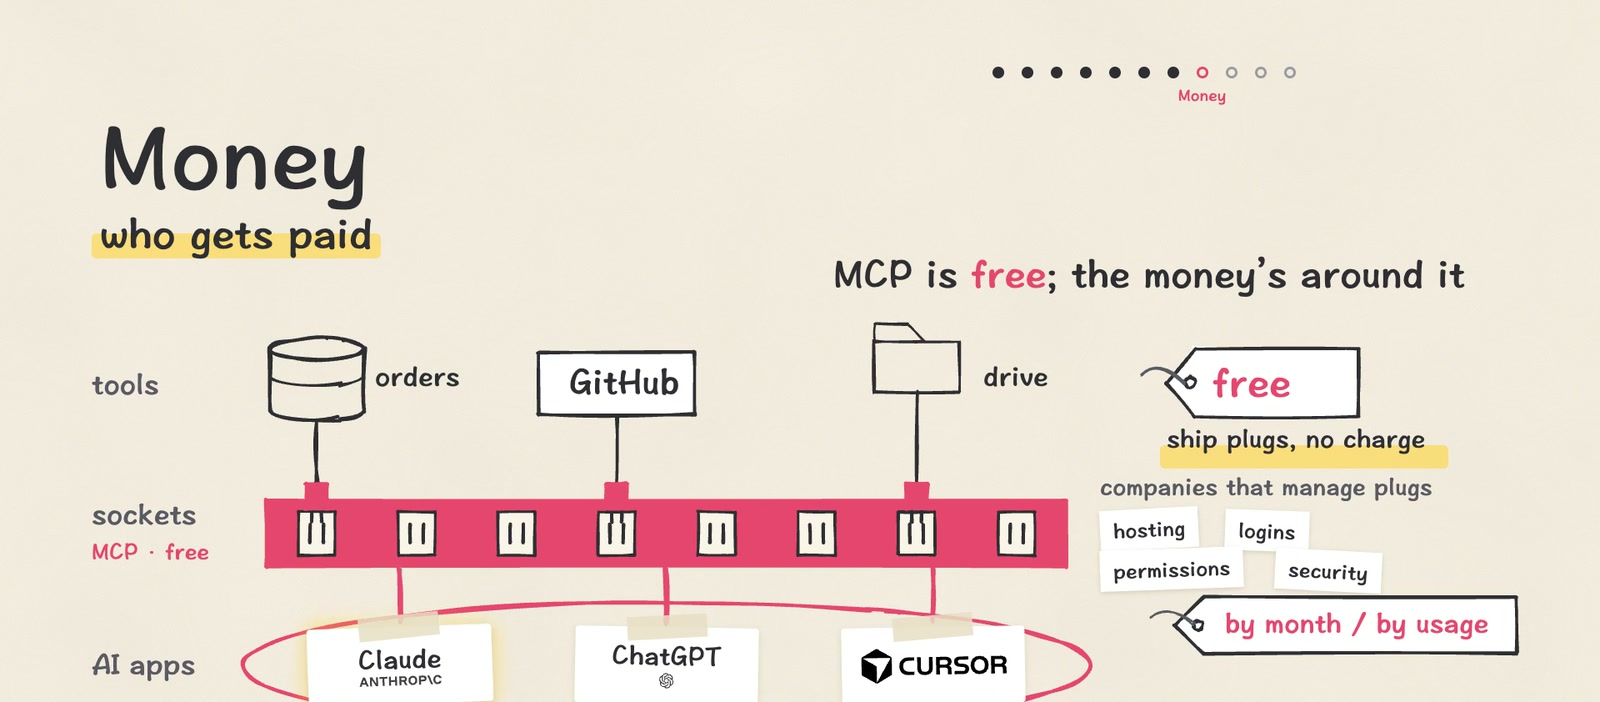 Money
Money
who gets paid
MCP is free; the money's around it
tools
orders
GitHub
drive
free
ship plugs, no charge
companies that manage plugs
sockets
MCP · free
hosting
logins
permissions
security
by month / by usage
AI apps
Claude
ANTHROP\C
ChatGPT
CURSOR